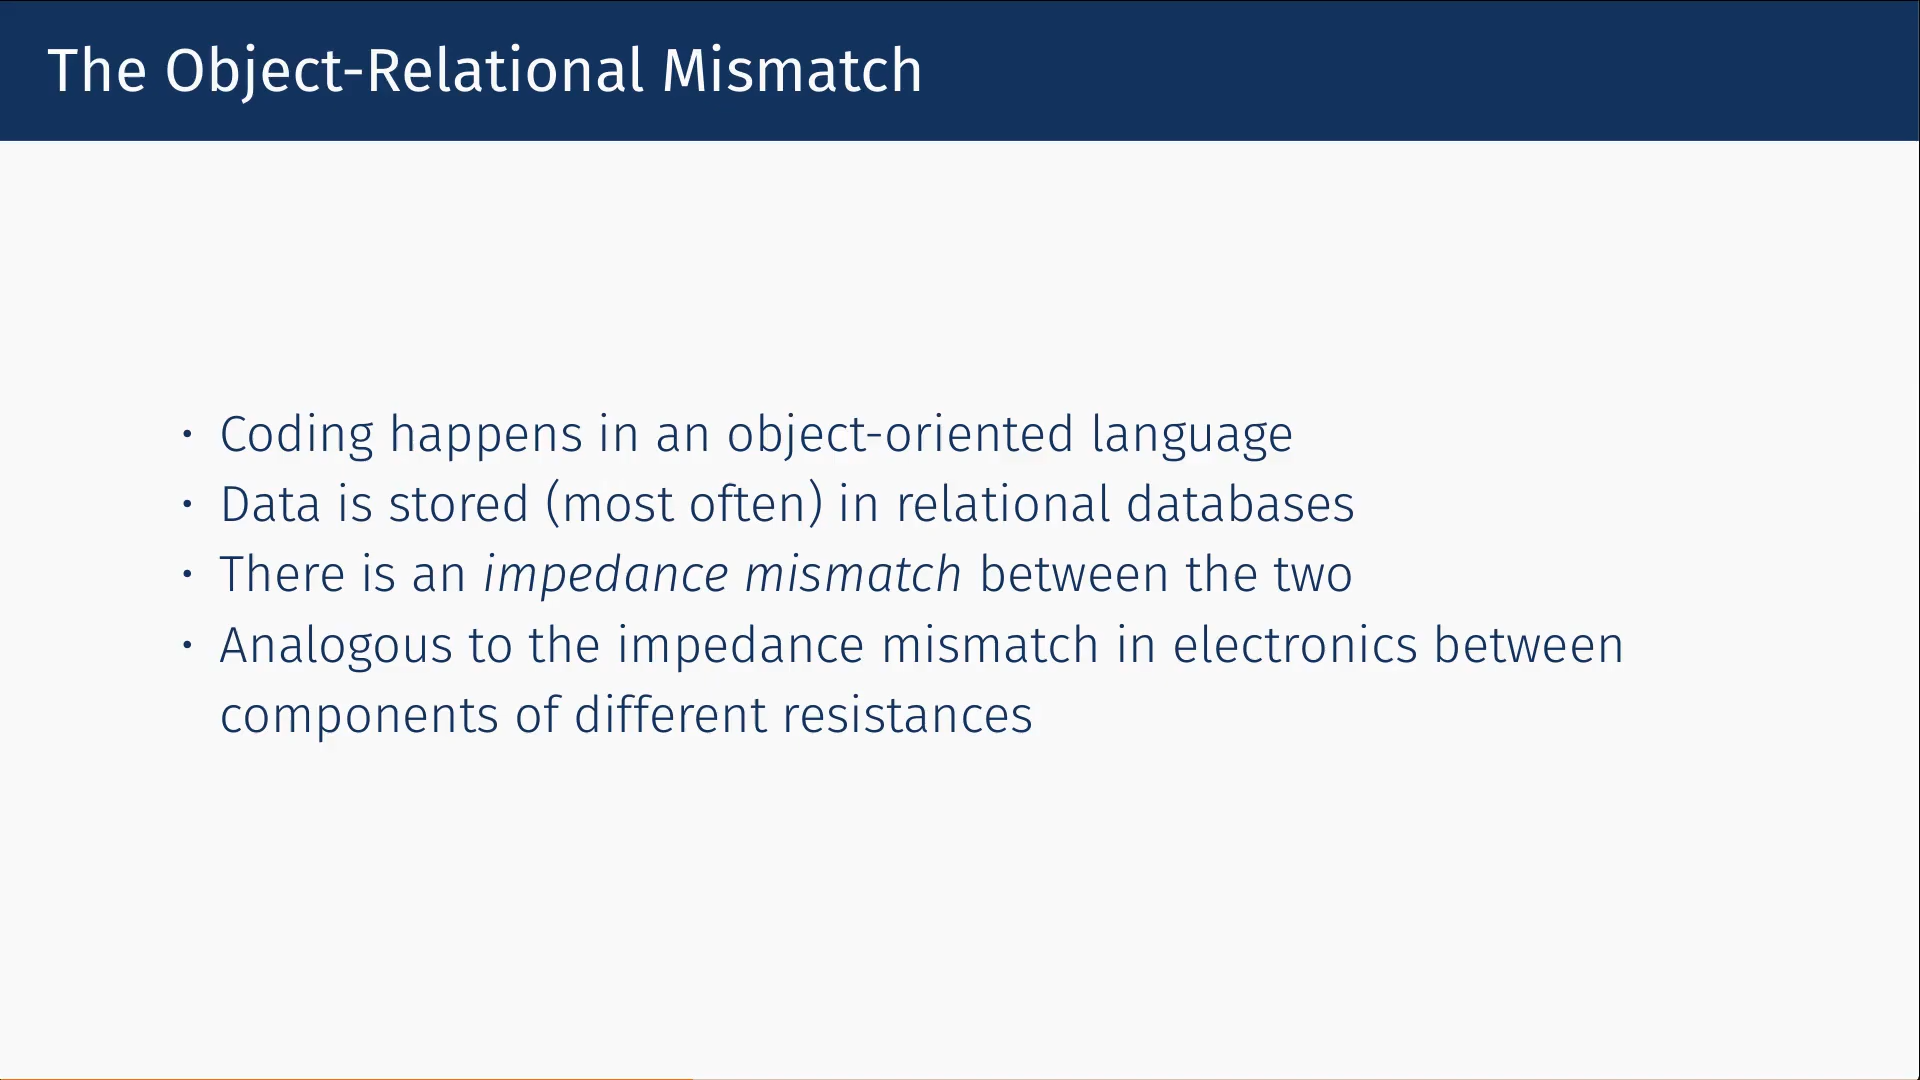 The Object-Relational Mismatch
• Coding happens in an object-oriented language
• Data is stored (most often) in relational databases
• There is an impedance mismatch between the two
• Analogous to the impedance mismatch in electronics between
components of different resistances